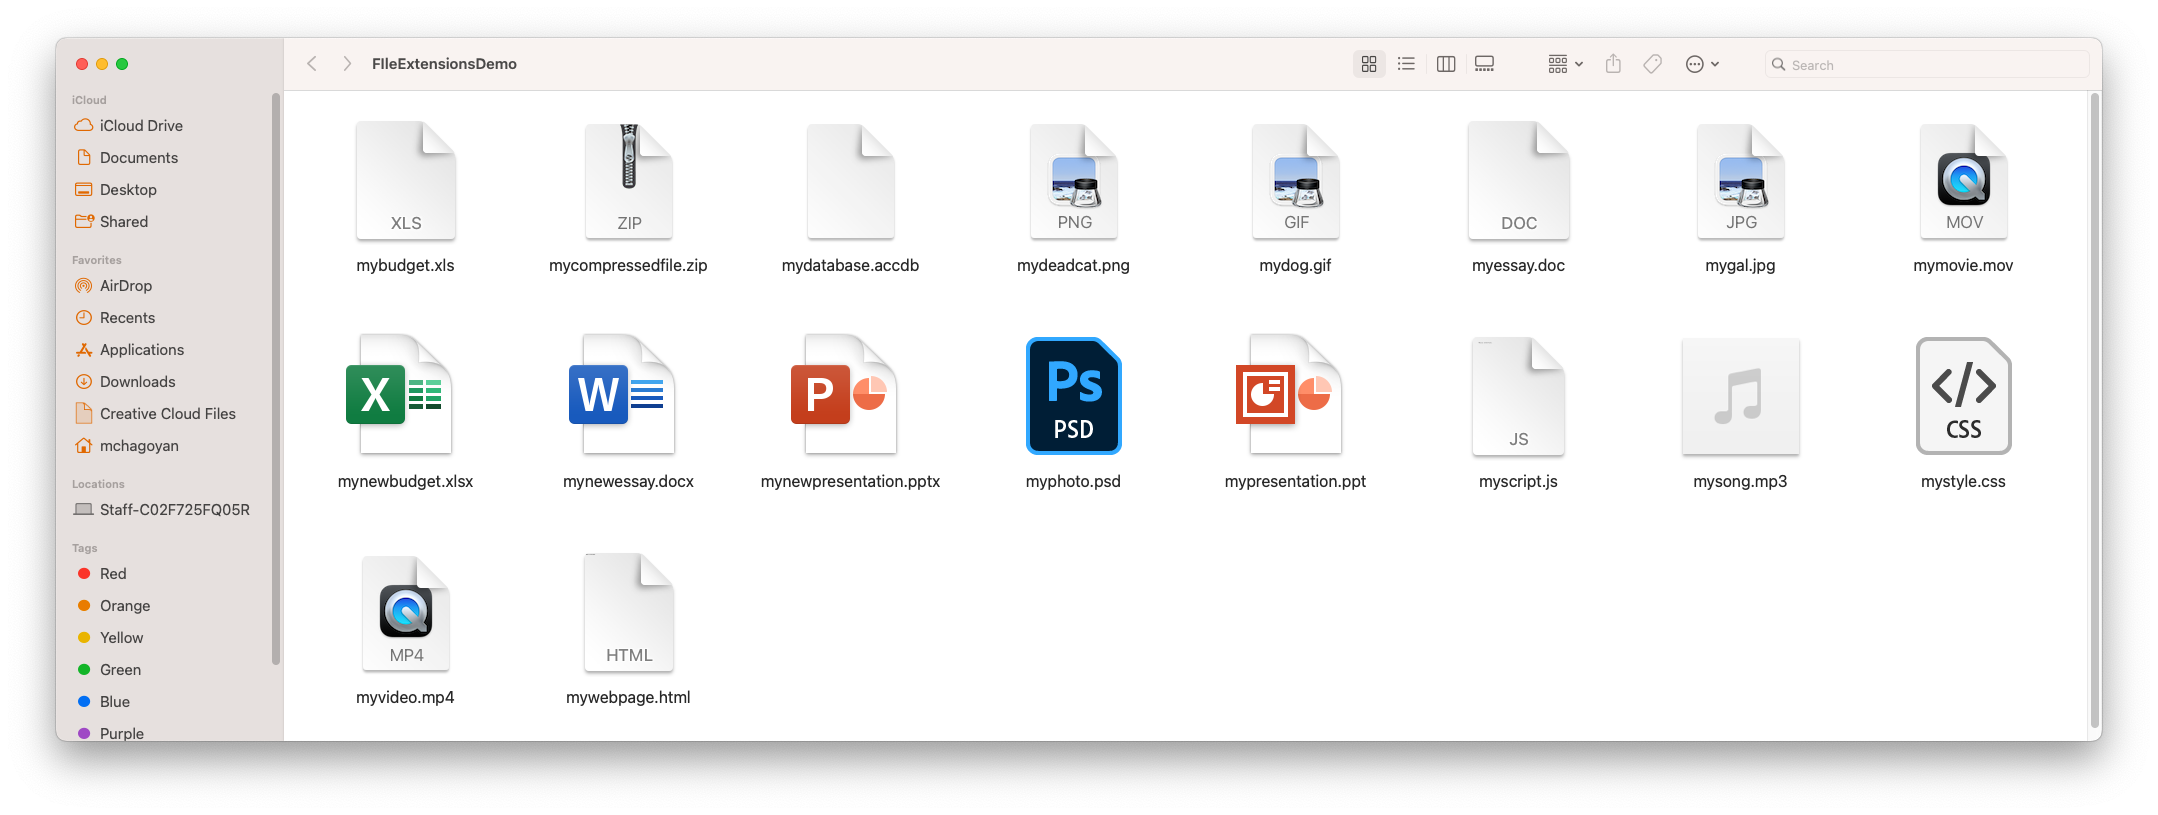 FIleExtensionsDemo
Search
iCloud
iCloud Drive
Documents
Desktop
Shared
Favorites
AirDrop
Recents
Applications
Downloads
Creative Cloud Files
mchagoyan
Locations
Staff-C02F725FQ05R
Tags
Red
Orange
Yellow
Green
Blue
Purple
XLS
ZIP
PNG
GIF
DOC
JPG
MOV
mybudget.xls
mycompressedfile.zip
mydatabase.accdb
mydeadcat.png
mydog.gif
myessay.doc
mygal.jpg
mymovie.mov
X
W
P
Ps
PSD
JS
CSS
mynewbudget.xlsx
mynewessay.docx
mynewpresentation.pptx
myphoto.psd
mypresentation.ppt
myscript.js
mysong.mp3
mystyle.css
MP4
HTML
myvideo.mp4
mywebpage.html